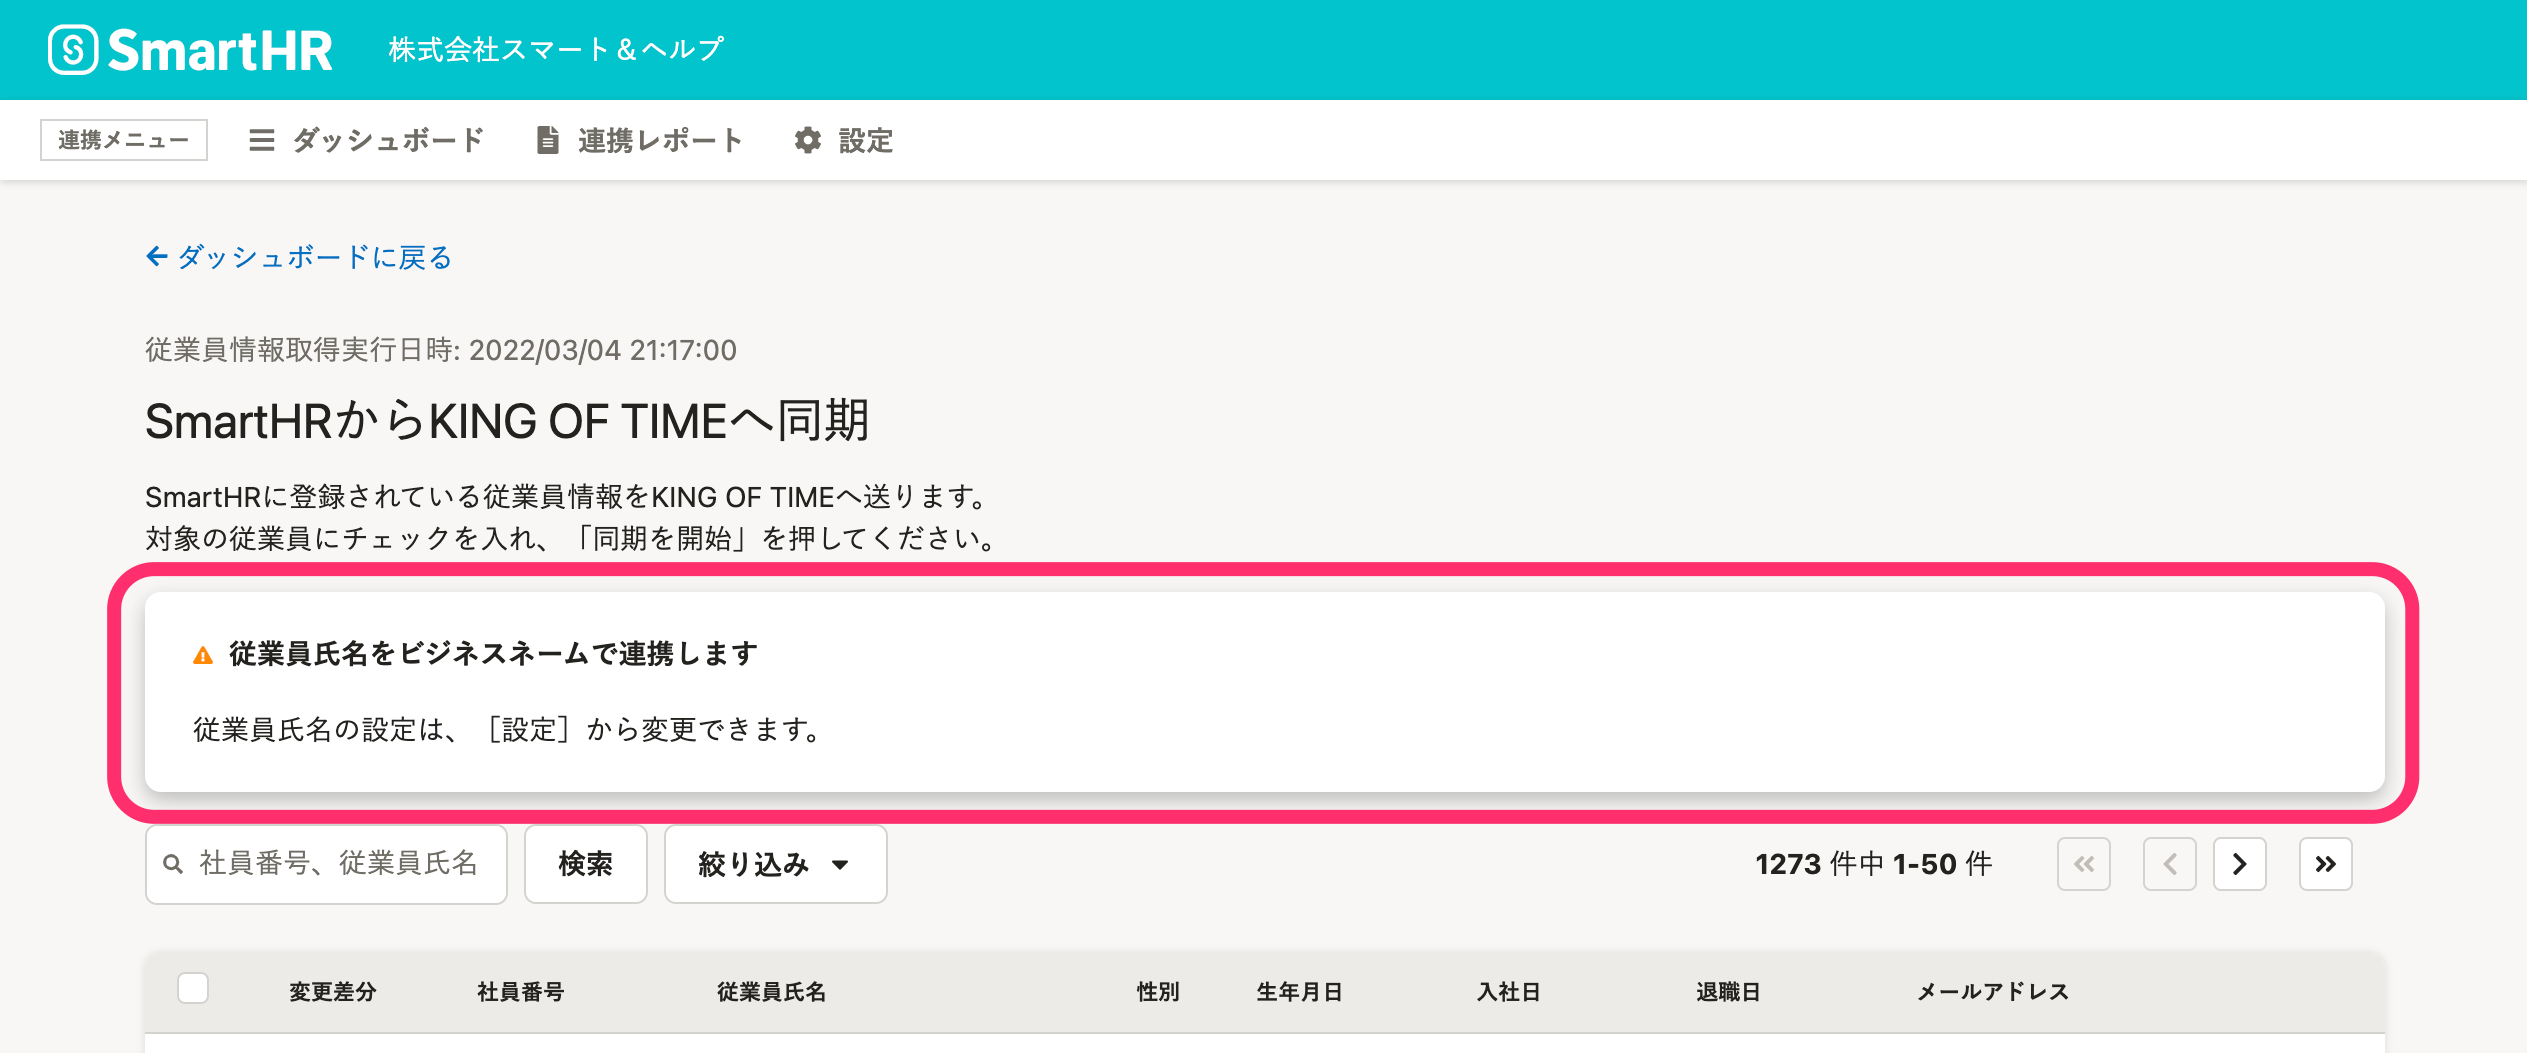 SmartHR 株式会社スマート＆ヘルプ
連携メニュー ダッシュボード 連携レポート 設定
ダッシュボードに戻る
従業員情報取得実行日時: 2022/03/04 21:17:00
SmartHRからKING OF TIMEへ同期
SmartHRに登録されている従業員情報をKING OF TIMEへ送ります。
対象の従業員にチェックを入れ、「同期を開始」を押してください。
従業員氏名をビジネスネームで連携します
従業員氏名の設定は、［設定］から変更できます。
社員番号、従業員氏名 検索 絞り込み 1273 件中 1-50 件
変更差分 社員番号 従業員氏名 性別 生年月日 入社日 退職日 メールアドレス